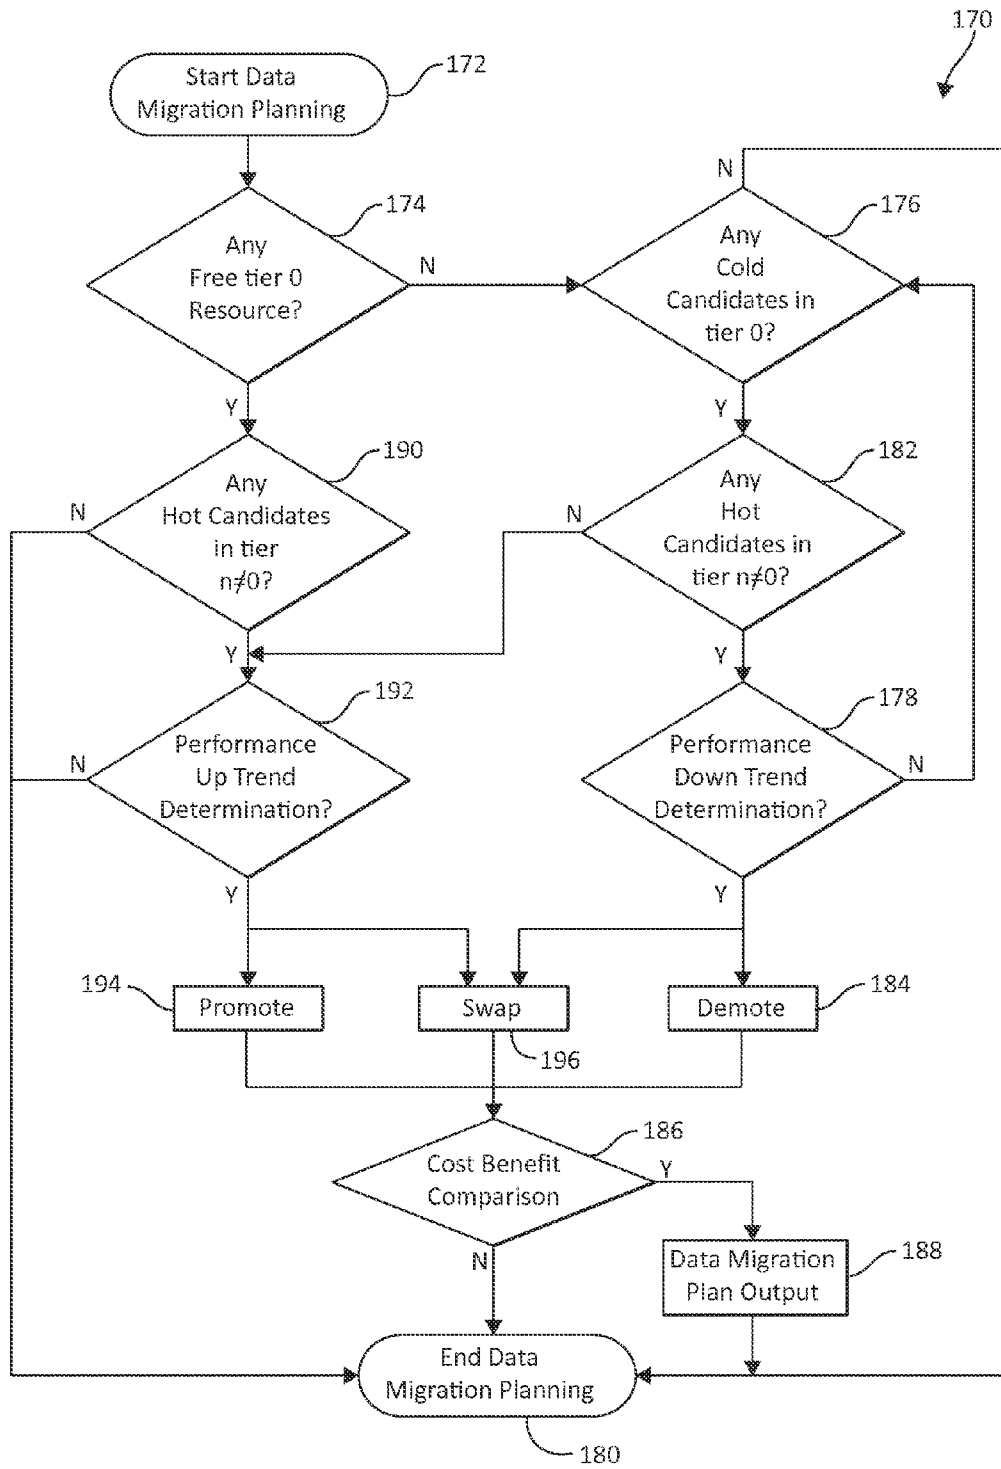 170
Start Data
Migration Planning
172
N
174
176
Any
Free tier 0
Resource?
N
Any
Cold
Candidates in
tier 0?
Y
Y
190
182
N
Any
Hot Candidates
in tier
n≠0?
N
Any
Hot
Candidates in
tier n≠0?
Y
Y
192
178
N
Performance
Up Trend
Determination?
Performance
Down Trend
Determination?
N
Y
Y
194
Promote
Swap
Demote
184
196
186
Cost Benefit
Comparison
Y
N
Data Migration
Plan Output
188
End Data
Migration Planning
180